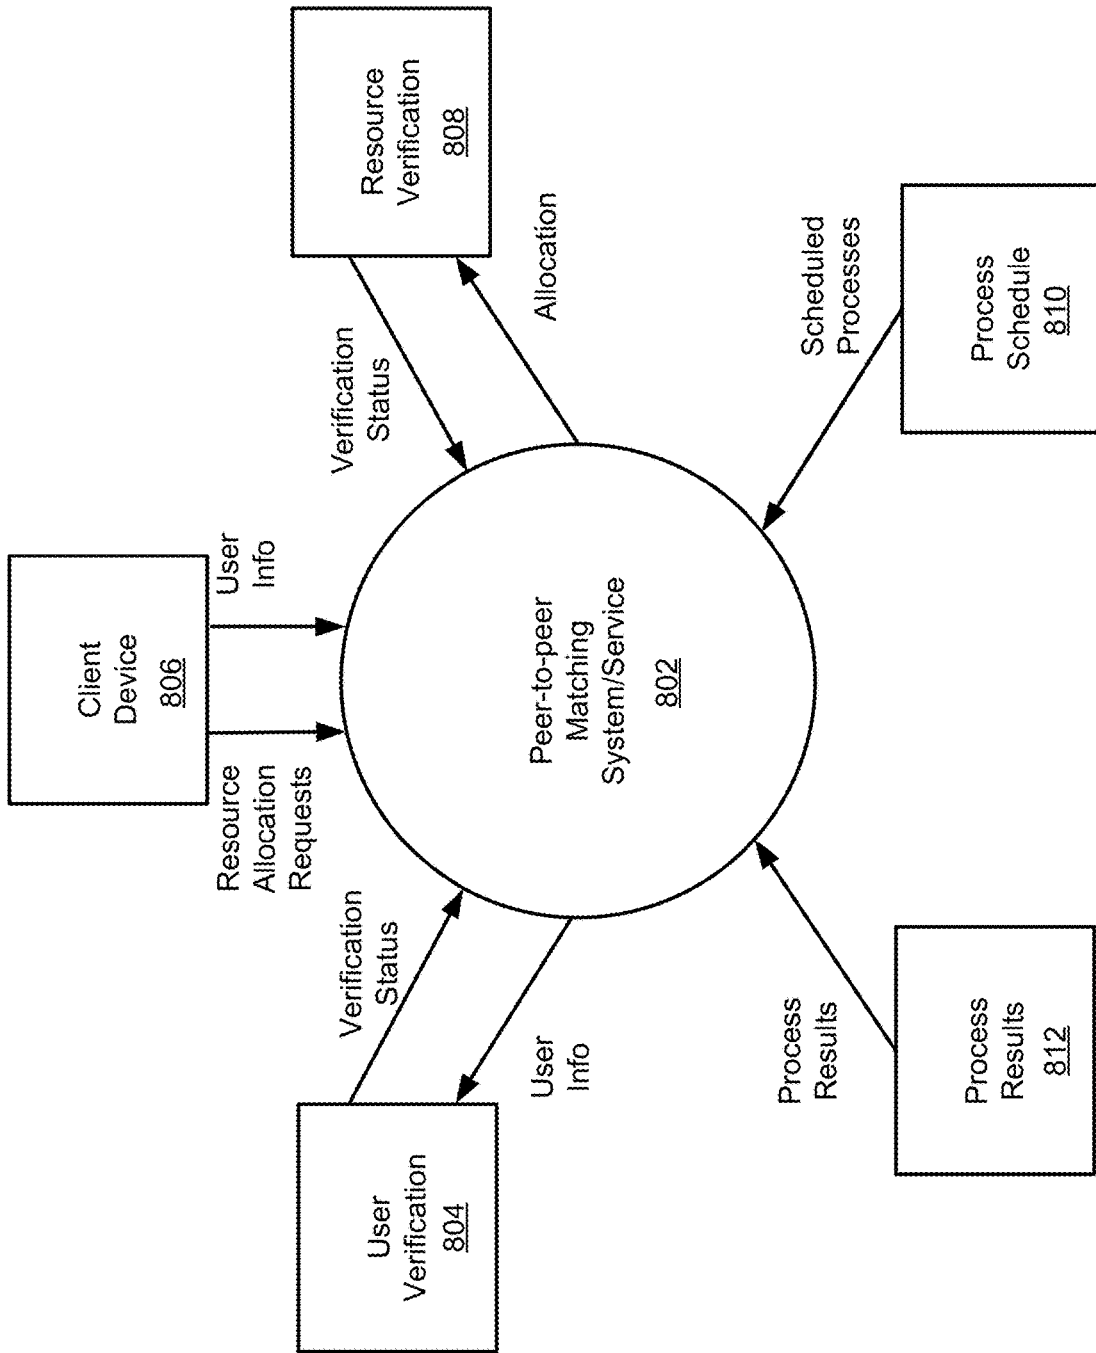 Client
Device
806
Resource
Allocation
Requests
User
Info
User
Verification
804
Verification
Status
User
Info
Peer-to-peer
Matching
System/Service
802
Verification
Status
Allocation
Resource
Verification
808
Process
Results
Process
Results
812
Scheduled
Processes
Process
Schedule
810